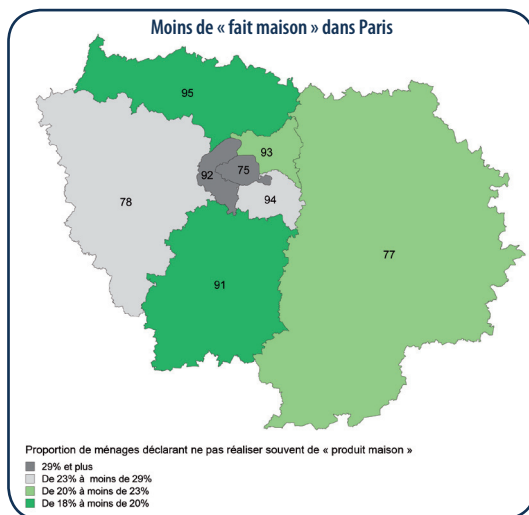 Moins de « fait maison » dans Paris
95
93
92
75
94
78
77
91
Proportion de ménages déclarant ne pas réaliser souvent de « produit maison »
29% et plus
De 23% à moins de 29%
De 20% à moins de 23%
De 18% à moins de 20%